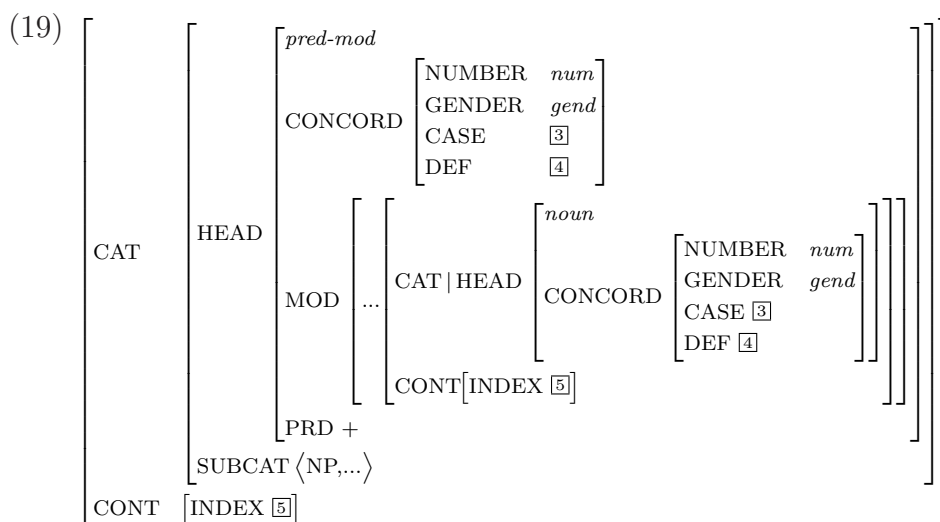 (19)
pred-mod
NUMBER num
GENDER gend
CONCORD
CASE 3
DEF 4
noun
HEAD
NUMBER num
CAT
GENDER gend
CAT | HEAD
CONCORD
MOD ...
CASE 3
DEF 4
CONT[INDEX 5]
PRD +
SUBCAT ⟨NP,...⟩
CONT [INDEX 5]